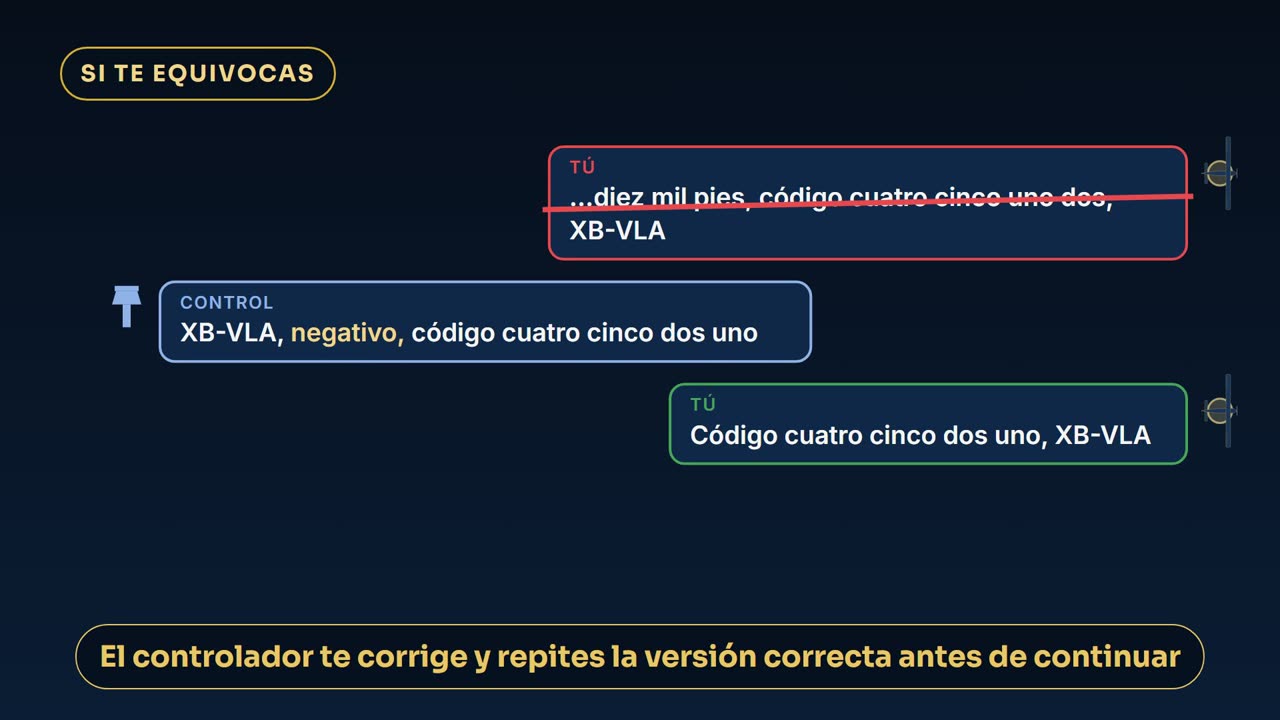 SI TE EQUIVOCAS
TÚ
...diez mil pies, código cuatro cinco uno dos,
XB-VLA
CONTROL
XB-VLA, negativo, código cuatro cinco dos uno
TÚ
Código cuatro cinco dos uno, XB-VLA
El controlador te corrige y repites la versión correcta antes de continuar